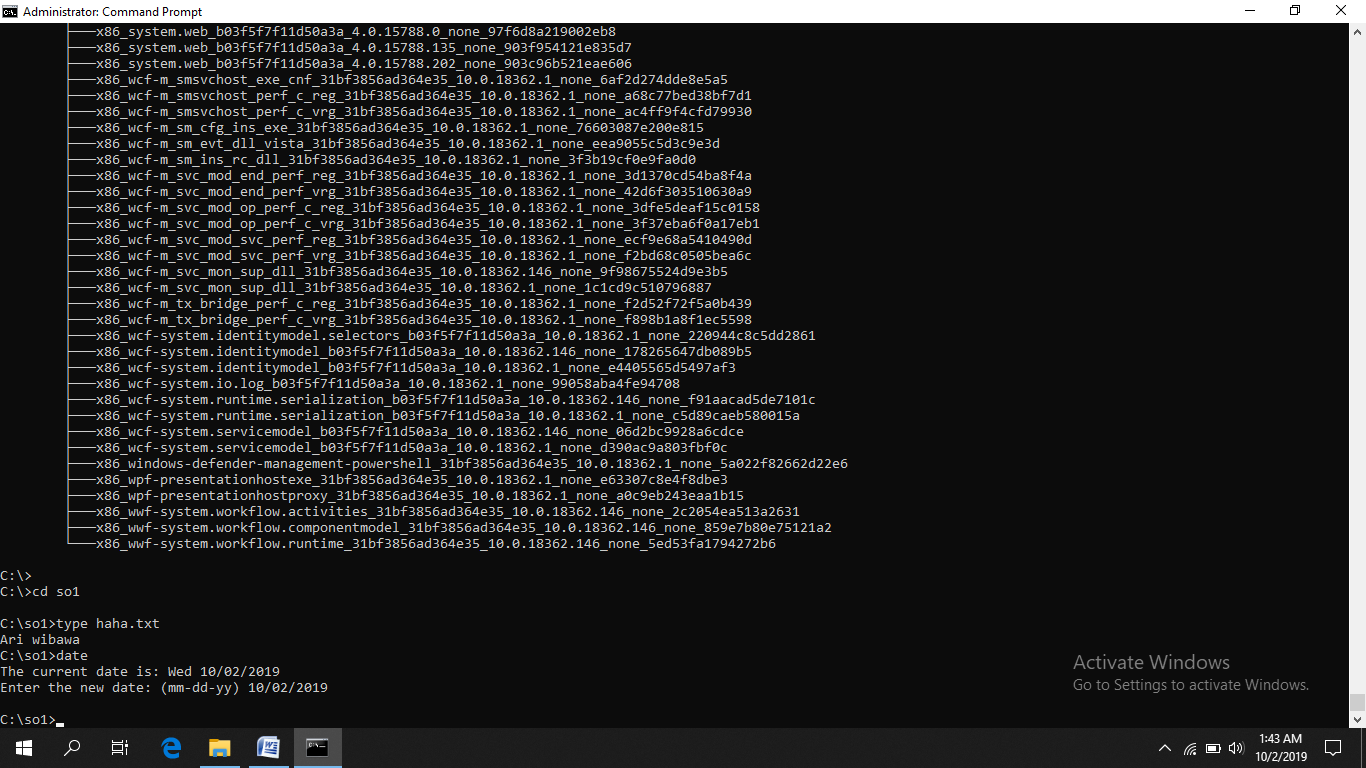 Administrator: Command Prompt
├───x86_system.web_b03f5f7f11d50a3a_4.0.15788.0_none_97f6d8a219002eb8
├───x86_system.web_b03f5f7f11d50a3a_4.0.15788.135_none_903f954121e835d7
├───x86_system.web_b03f5f7f11d50a3a_4.0.15788.202_none_903c96b521eae606
├───x86_wcf-m_smsvchost_exe_cnf_31bf3856ad364e35_10.0.18362.1_none_6af2d274dde8e5a5
├───x86_wcf-m_smsvchost_perf_c_reg_31bf3856ad364e35_10.0.18362.1_none_a68c77bed38bf7d1
├───x86_wcf-m_smsvchost_perf_c_vrg_31bf3856ad364e35_10.0.18362.1_none_ac4ff9f4cfd79930
├───x86_wcf-m_sm_cfg_ins_exe_31bf3856ad364e35_10.0.18362.1_none_76603087e200e815
├───x86_wcf-m_sm_evt_dll_vista_31bf3856ad364e35_10.0.18362.1_none_eea9055c5d3c9e3d
├───x86_wcf-m_sm_ins_rc_dll_31bf3856ad364e35_10.0.18362.1_none_3f3b19cf0e9fa0d0
├───x86_wcf-m_svc_mod_end_perf_reg_31bf3856ad364e35_10.0.18362.1_none_3d1370cd54ba8f4a
├───x86_wcf-m_svc_mod_end_perf_vrg_31bf3856ad364e35_10.0.18362.1_none_42d6f303510630a9
├───x86_wcf-m_svc_mod_op_perf_c_reg_31bf3856ad364e35_10.0.18362.1_none_3dfe5deaf15c0158
├───x86_wcf-m_svc_mod_op_perf_c_vrg_31bf3856ad364e35_10.0.18362.1_none_3f37eba6f0a17eb1
├───x86_wcf-m_svc_mod_svc_perf_reg_31bf3856ad364e35_10.0.18362.1_none_ecf9e68a5410490d
├───x86_wcf-m_svc_mod_svc_perf_vrg_31bf3856ad364e35_10.0.18362.1_none_f2bd68c0505bea6c
├───x86_wcf-m_svc_mon_sup_dll_31bf3856ad364e35_10.0.18362.146_none_9f98675524d9e3b5
├───x86_wcf-m_svc_mon_sup_dll_31bf3856ad364e35_10.0.18362.1_none_1c1cd9c510796887
├───x86_wcf-m_tx_bridge_perf_c_reg_31bf3856ad364e35_10.0.18362.1_none_f2d52f72f5a0b439
├───x86_wcf-m_tx_bridge_perf_c_vrg_31bf3856ad364e35_10.0.18362.1_none_f898b1a8f1ec5598
├───x86_wcf-system.identitymodel.selectors_b03f5f7f11d50a3a_10.0.18362.1_none_220944c8c5dd2861
├───x86_wcf-system.identitymodel_b03f5f7f11d50a3a_10.0.18362.146_none_178265647db089b5
├───x86_wcf-system.identitymodel_b03f5f7f11d50a3a_10.0.18362.1_none_e4405565d5497af3
├───x86_wcf-system.io.log_b03f5f7f11d50a3a_10.0.18362.1_none_99058aba4fe94708
├───x86_wcf-system.runtime.serialization_b03f5f7f11d50a3a_10.0.18362.146_none_f91aacad5de7101c
├───x86_wcf-system.runtime.serialization_b03f5f7f11d50a3a_10.0.18362.1_none_c5d89caeb580015a
├───x86_wcf-system.servicemodel_b03f5f7f11d50a3a_10.0.18362.146_none_06d2bc9928a6cdce
├───x86_wcf-system.servicemodel_b03f5f7f11d50a3a_10.0.18362.1_none_d390ac9a803fbf0c
├───x86_windows-defender-management-powershell_31bf3856ad364e35_10.0.18362.1_none_5a022f82662d22e6
├───x86_wpf-presentationhostexe_31bf3856ad364e35_10.0.18362.1_none_e63307c8e4f8dbe3
├───x86_wpf-presentationhostproxy_31bf3856ad364e35_10.0.18362.1_none_a0c9eb243eaa1b15
├───x86_wwf-system.workflow.activities_31bf3856ad364e35_10.0.18362.146_none_2c2054ea513a2631
├───x86_wwf-system.workflow.componentmodel_31bf3856ad364e35_10.0.18362.146_none_859e7b80e75121a2
└───x86_wwf-system.workflow.runtime_31bf3856ad364e35_10.0.18362.146_none_5ed53fa1794272b6
C:\>
C:\>cd so1
C:\so1>type haha.txt
Ari wibawa
C:\so1>date
The current date is: Wed 10/02/2019
Enter the new date: (mm-dd-yy) 10/02/2019
C:\so1>
Activate Windows
Go to Settings to activate Windows.
1:43 AM
10/2/2019